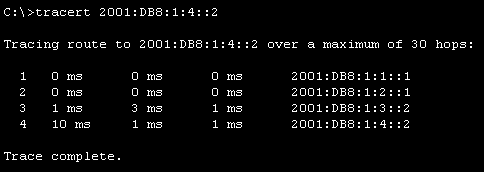 C:\>tracert 2001:DB8:1:4::2
Tracing route to 2001:DB8:1:4::2 over a maximum of 30 hops:
1 0 ms 0 ms 0 ms 2001:DB8:1:1::1
2 0 ms 0 ms 0 ms 2001:DB8:1:2::1
3 1 ms 3 ms 1 ms 2001:DB8:1:3::2
4 10 ms 1 ms 1 ms 2001:DB8:1:4::2
Trace complete.